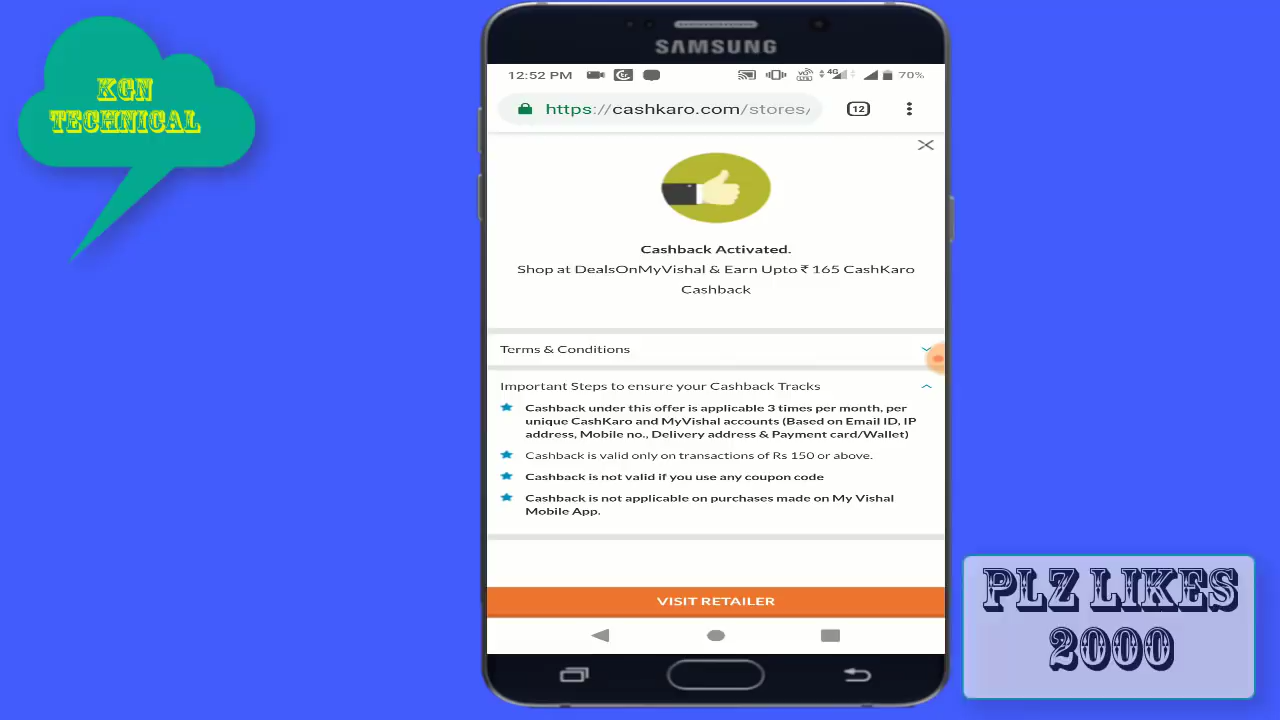 KGN
TECHNICAL
SAMSUNG
12:52 PM
4G
70%
https://cashkaro.com/stores/
12
Cashback Activated.
Shop at DealsOnMyVishal & Earn Upto ₹ 165 CashKaro
Cashback
Terms & Conditions
Important Steps to ensure your Cashback Tracks
Cashback under this offer is applicable 3 times per month, per
unique CashKaro and MyVishal accounts (Based on Email ID, IP
address, Mobile no., Delivery address & Payment card/Wallet)
Cashback is valid only on transactions of Rs 150 or above.
Cashback is not valid if you use any coupon code
Cashback is not applicable on purchases made on My Vishal
Mobile App.
VISIT RETAILER
PLZ LIKES
2000